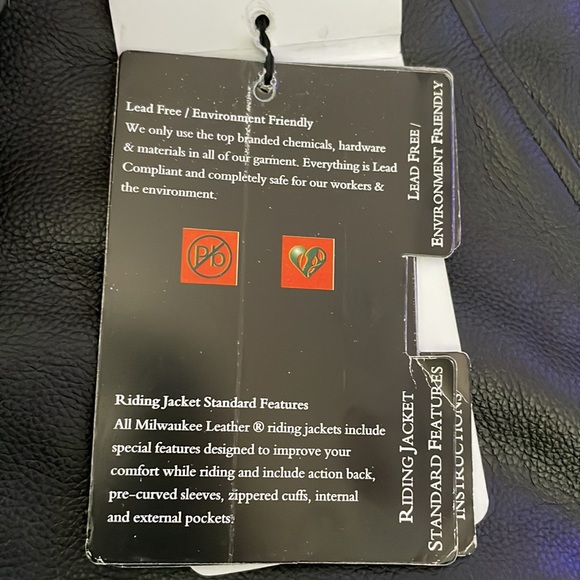 Lead Free / Environment Friendly
We only use the top branded chemicals, hardware
& materials in all of our garment. Everything is Lead
Compliant and completely safe for our workers &
the environment.
Pb
Riding Jacket Standard Features
All Milwaukee Leather ® riding jackets include
special features designed to improve your
comfort while riding and include action back,
pre-curved sleeves, zippered cuffs, internal
and external pockets.
LEAD FREE /
ENVIRONMENT FRIENDLY
RIDING JACKET
STANDARD FEATURES
INSTRUCTIONS